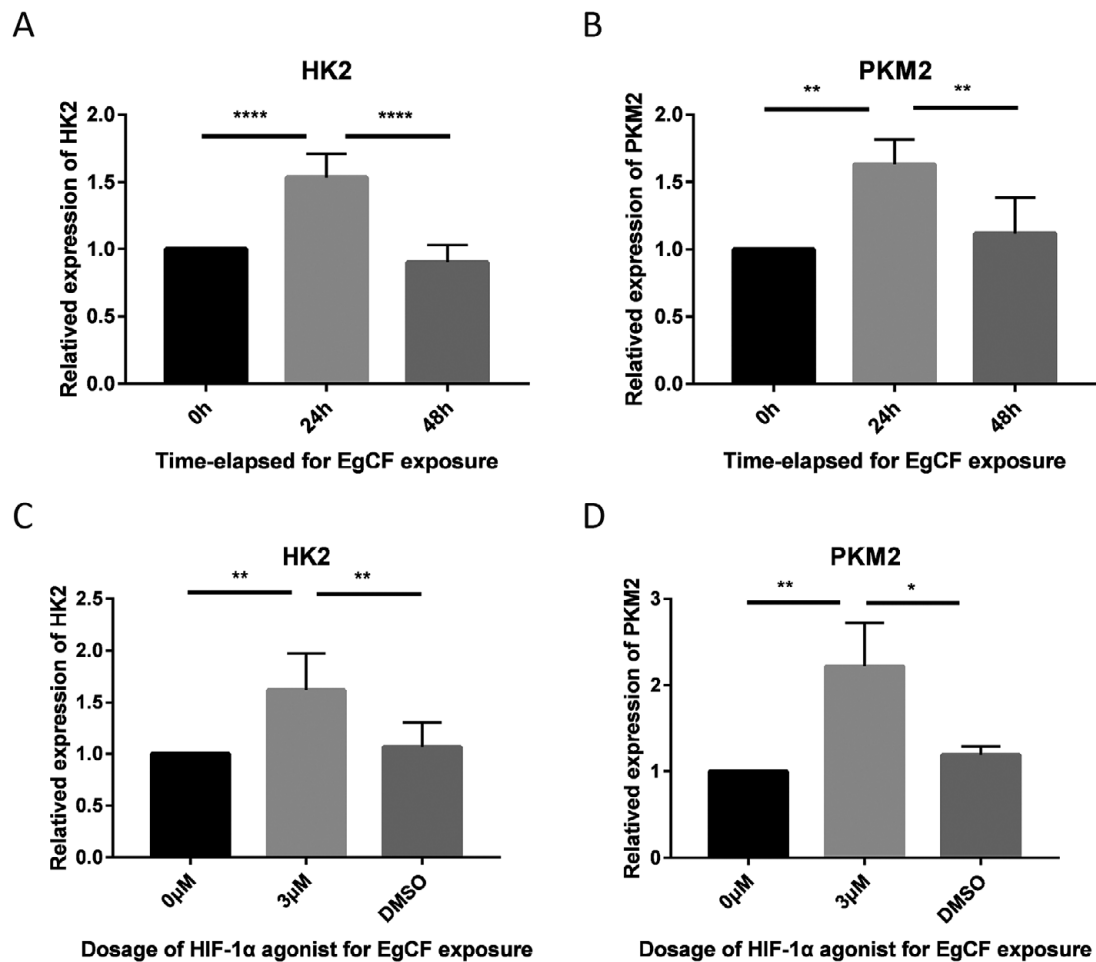 A
HK2
**** ****
Relatived expression of HK2
2.0
1.5
1.0
0.5
0.0
0h 24h 48h
Time-elapsed for EgCF exposure
B
PKM2
** **
Relatived expression of PKM2
2.0
1.5
1.0
0.5
0.0
0h 24h 48h
Time-elapsed for EgCF exposure
C
HK2
** **
Relatived expression of HK2
2.5
2.0
1.5
1.0
0.5
0.0
0μM 3μM DMSO
Dosage of HIF-1α agonist for EgCF exposure
D
PKM2
** *
Relatived expression of PKM2
3
2
1
0
0μM 3μM DMSO
Dosage of HIF-1α agonist for EgCF exposure